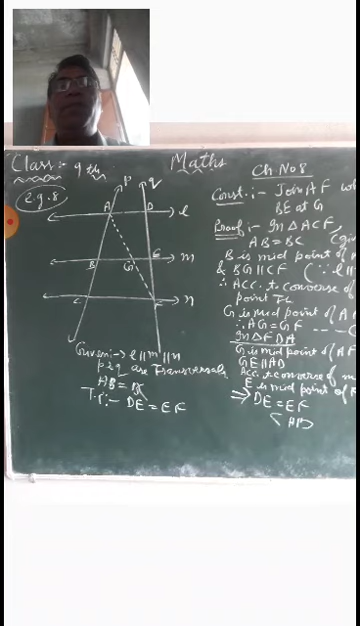 Class :- 9th
Maths
Ch No 8
e.g. 8
p q
A D l
B G E m
C F n
Given :→ l || m || n
p & q are Transversals
AB = BC
T.P :- DE = EF
Const. :- Join AF
BE at G
Proof :- In △ ACF,
AB = BC
B is mid point of
& BG || CF (∵ l ||
∴ Acc. to converse of
point
G is mid point of A
∴ AG = GF
In △ FDA
G is mid point of AF
GE || AD
Acc. to converse of m
E is mid point of
⇒ DE = EF